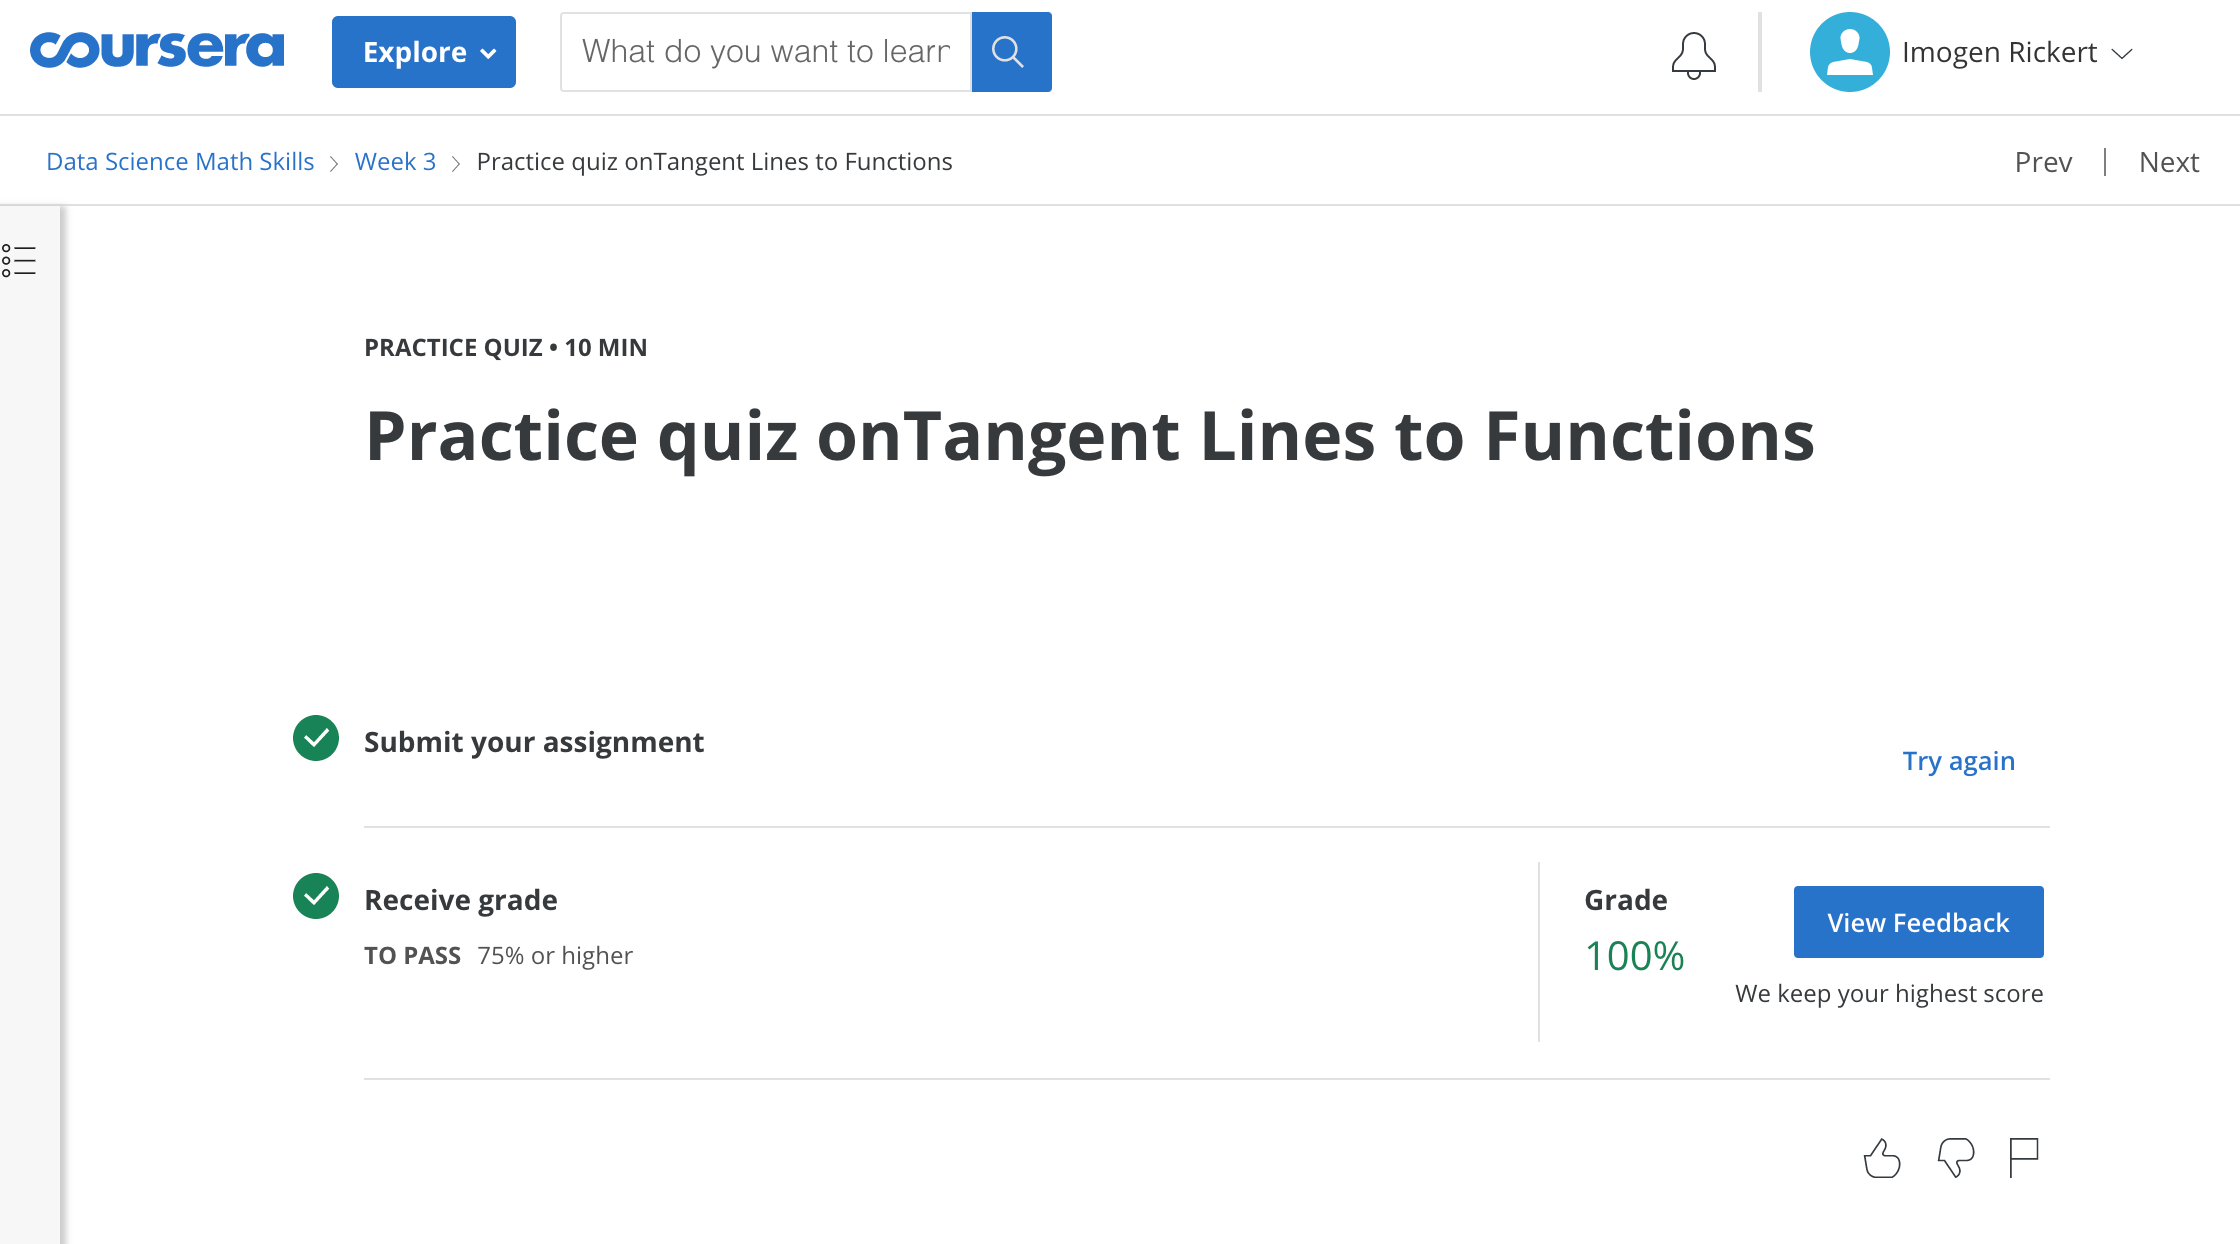 coursera
Explore
What do you want to learn
Imogen Rickert
Data Science Math Skills > Week 3 > Practice quiz onTangent Lines to Functions
Prev | Next
PRACTICE QUIZ • 10 MIN
Practice quiz onTangent Lines to Functions
Submit your assignment
Try again
Receive grade
TO PASS 75% or higher
Grade
100%
View Feedback
We keep your highest score